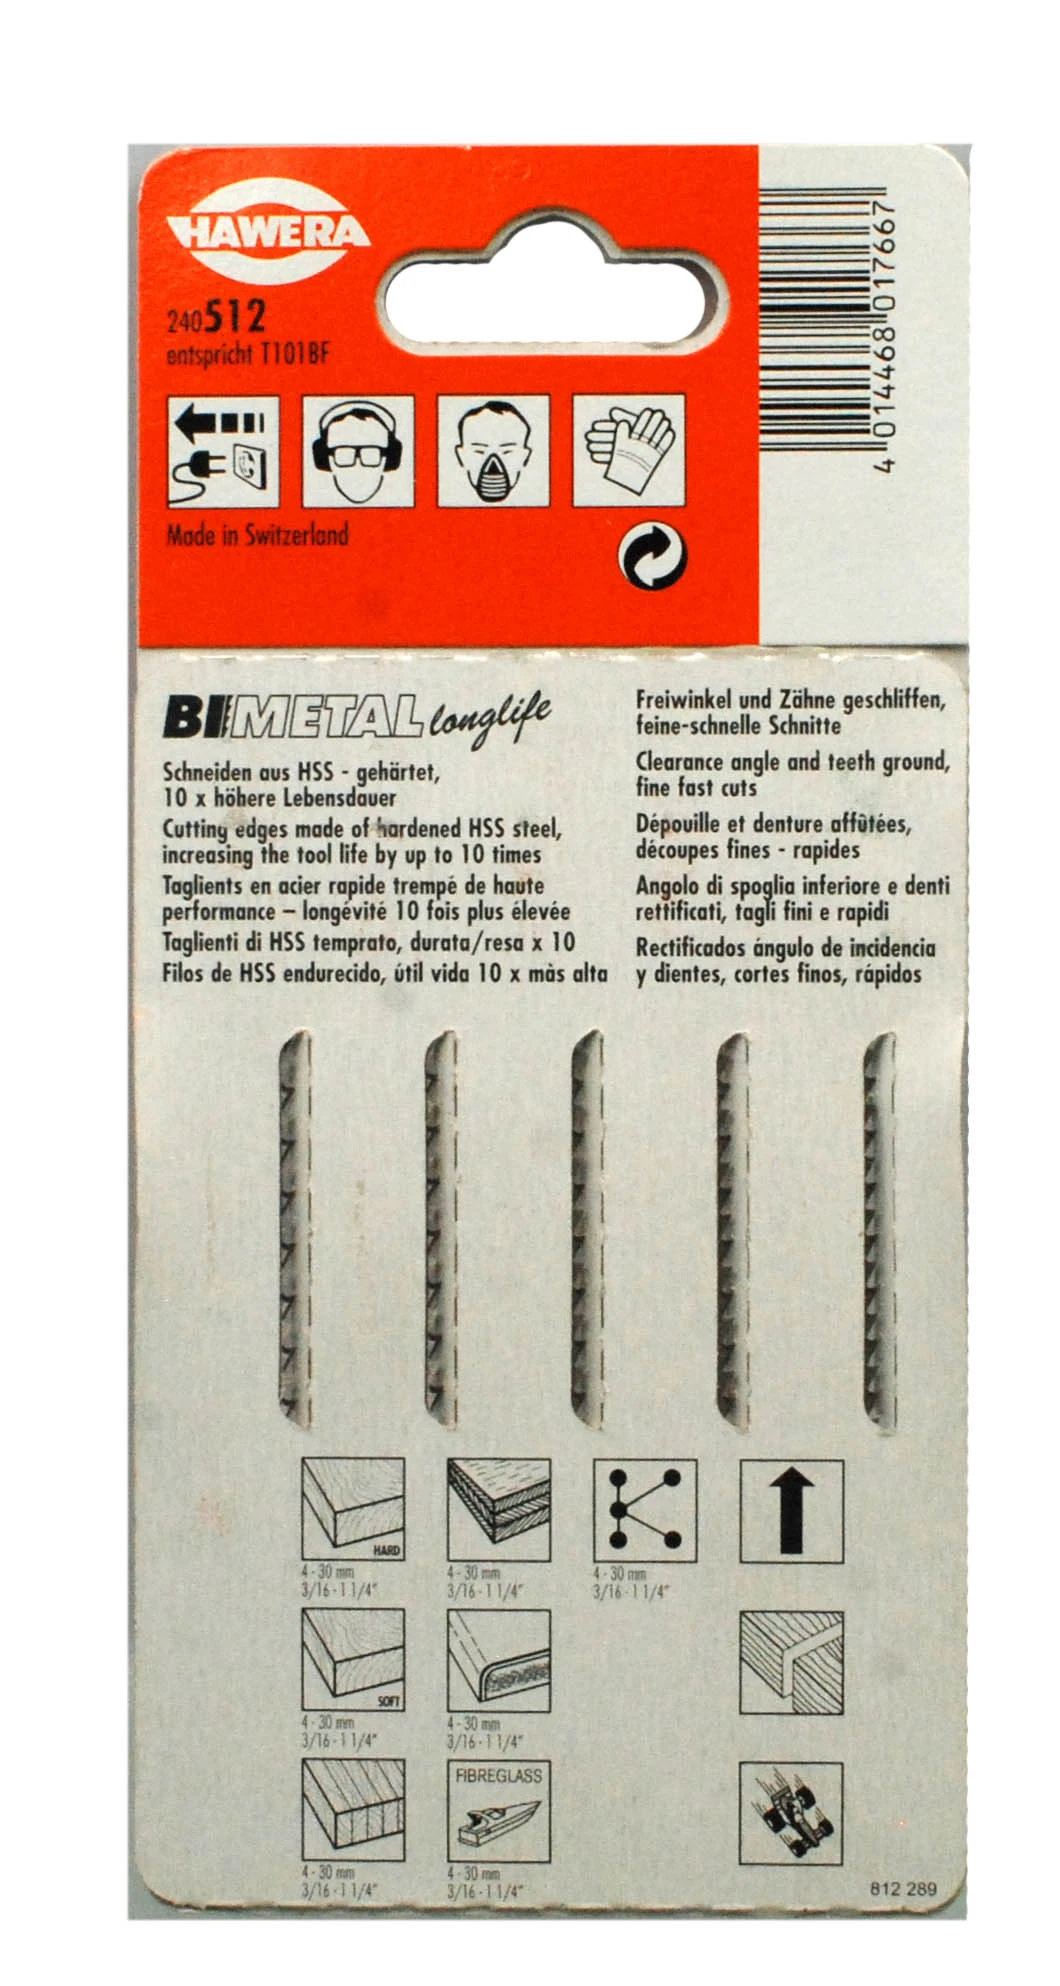 HAWERA
240512
entspricht T101BF
Made in Switzerland
4 014468 017667
BIMETAL longlife
Schneiden aus HSS - gehärtet,
10 x höhere Lebensdauer
Cutting edges made of hardened HSS steel,
increasing the tool life by up to 10 times
Taglients en acier rapide trempé de haute
performance – longévité 10 fois plus élevée
Taglienti di HSS temprato, durata/resa x 10
Filos de HSS endurecido, útil vida 10 x màs alta
Freiwinkel und Zähne geschliffen,
feine-schnelle Schnitte
Clearance angle and teeth ground,
fine fast cuts
Dépouille et denture affûtées,
découpes fines - rapides
Angolo di spoglia inferiore e denti
rettificati, tagli fini e rapidi
Rectificados ángulo de incidencia
y dientes, cortes finos, rápidos
HARD
4 - 30 mm
3/16 - 1 1/4"
4 - 30 mm
3/16 - 1 1/4"
4 - 30 mm
3/16 - 1 1/4"
SOFT
4 - 30 mm
3/16 - 1 1/4"
4 - 30 mm
3/16 - 1 1/4"
4 - 30 mm
3/16 - 1 1/4"
FIBREGLASS
4 - 30 mm
3/16 - 1 1/4"
812 289